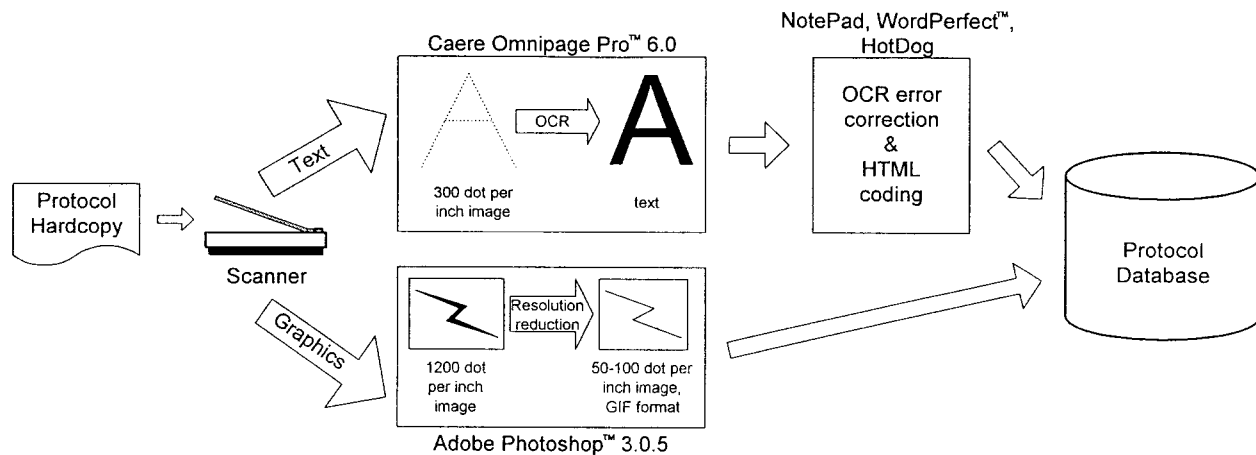 Protocol
Hardcopy
Scanner
Text
Graphics
Caere Omnipage Pro™ 6.0
300 dot per
inch image
OCR
text
1200 dot
per inch
image
Resolution
reduction
50-100 dot per
inch image,
GIF format
Adobe Photoshop™ 3.0.5
NotePad, WordPerfect™,
HotDog
OCR error
correction
&
HTML
coding
Protocol
Database